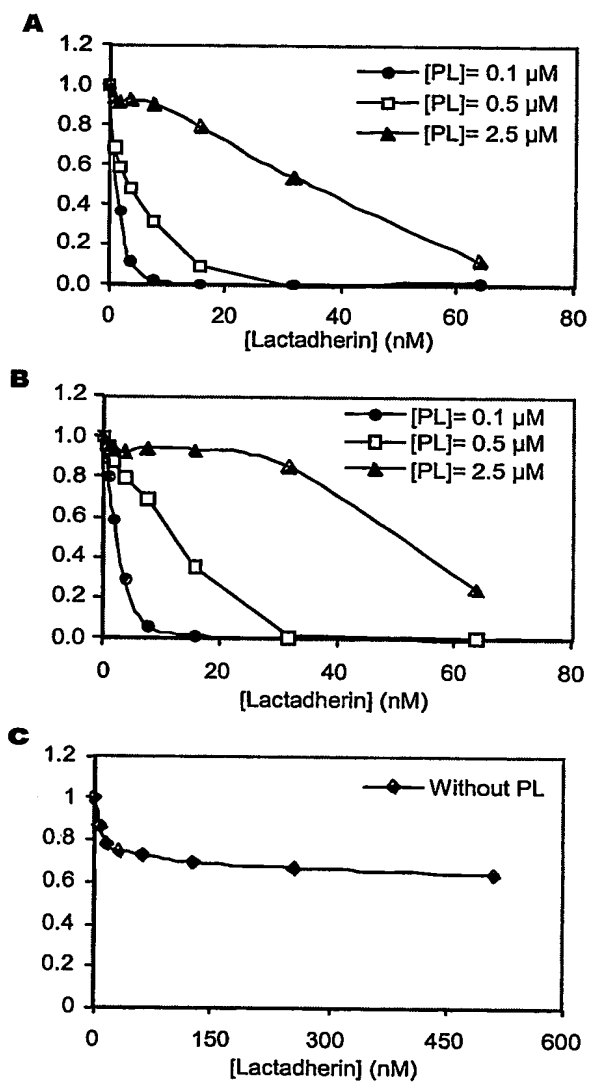 A
1.2
1.0
0.8
0.6
0.4
0.2
0.0
[PL]= 0.1 µM
[PL]= 0.5 µM
[PL]= 2.5 µM
0 20 40 60 80
[Lactadherin] (nM)
B
1.2
1.0
0.8
0.6
0.4
0.2
0.0
[PL]= 0.1 µM
[PL]= 0.5 µM
[PL]= 2.5 µM
0 20 40 60 80
[Lactadherin] (nM)
C
1.2
1
0.8
0.6
0.4
0.2
0
Without PL
0 150 300 450 600
[Lactadherin] (nM)